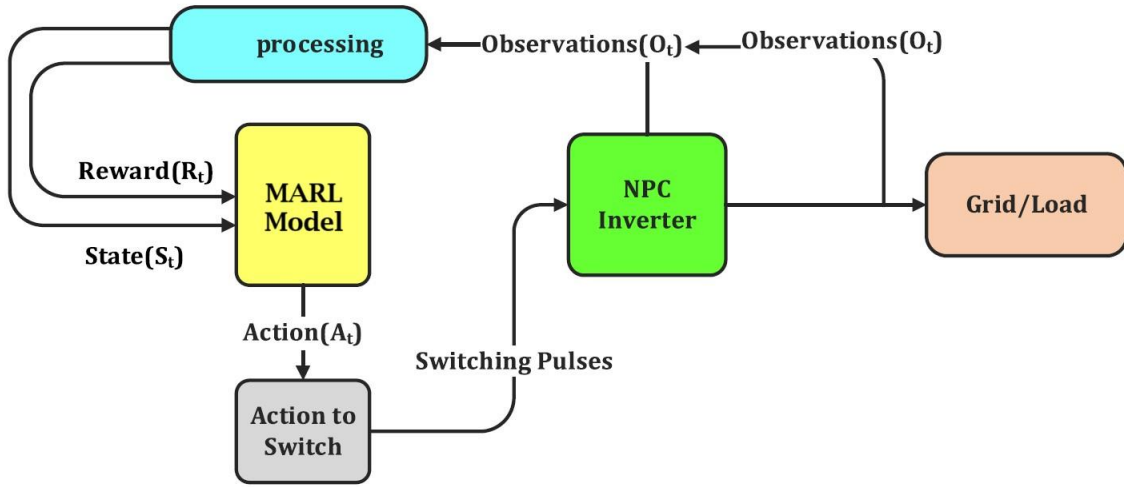 processing
Observations(Oₜ)
Observations(Oₜ)
Reward(Rₜ)
State(Sₜ)
MARL
Model
NPC
Inverter
Grid/Load
Action(Aₜ)
Switching Pulses
Action to
Switch